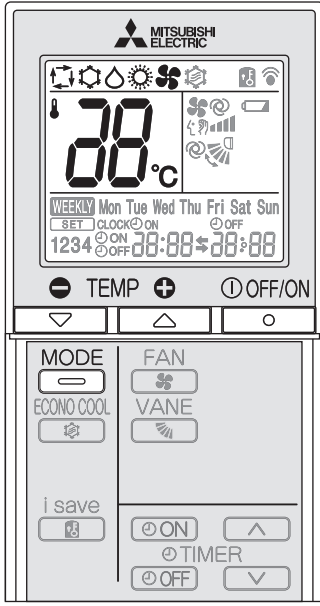 MITSUBISHI
ELECTRIC
88 °C
WEEKLY Mon Tue Wed Thu Fri Sat Sun
SET CLOCK ON OFF
1234 ON OFF 88:88 88:88
TEMP OFF/ON
MODE FAN
ECONO COOL VANE
i save
ON
TIMER
OFF